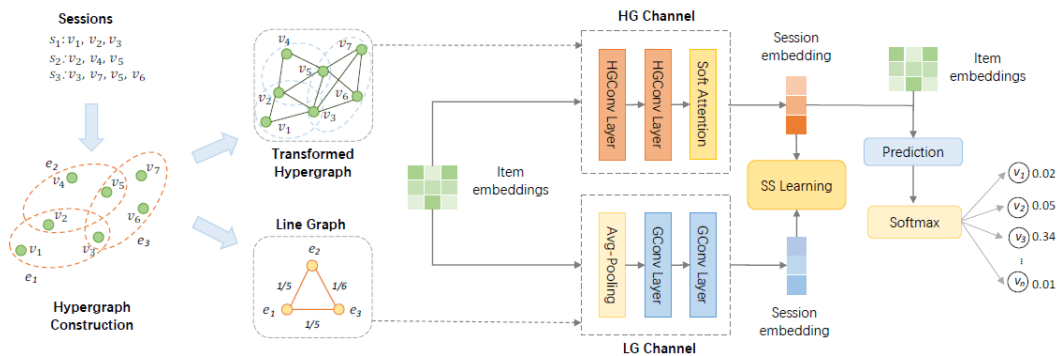 Sessions
s1: v1, v2, v3
s2: v2, v4, v5
s3: v3, v7, v5, v6
e2
v4
v5
v7
v2
v6
v1
v3
e3
e1
Hypergraph
Construction
v4
v7
v5
v2
v6
v3
v1
Transformed
Hypergraph
Line Graph
e2
1/5
1/6
e1
e3
1/5
Item
embeddings
HG Channel
HGConv Layer
HGConv Layer
Soft Attention
Avg-Pooling
GConv Layer
GConv Layer
LG Channel
Session
embedding
SS Learning
Session
embedding
Item
embeddings
Prediction
Softmax
v1 0.02
v2 0.05
v3 0.34
⋮
vn 0.01